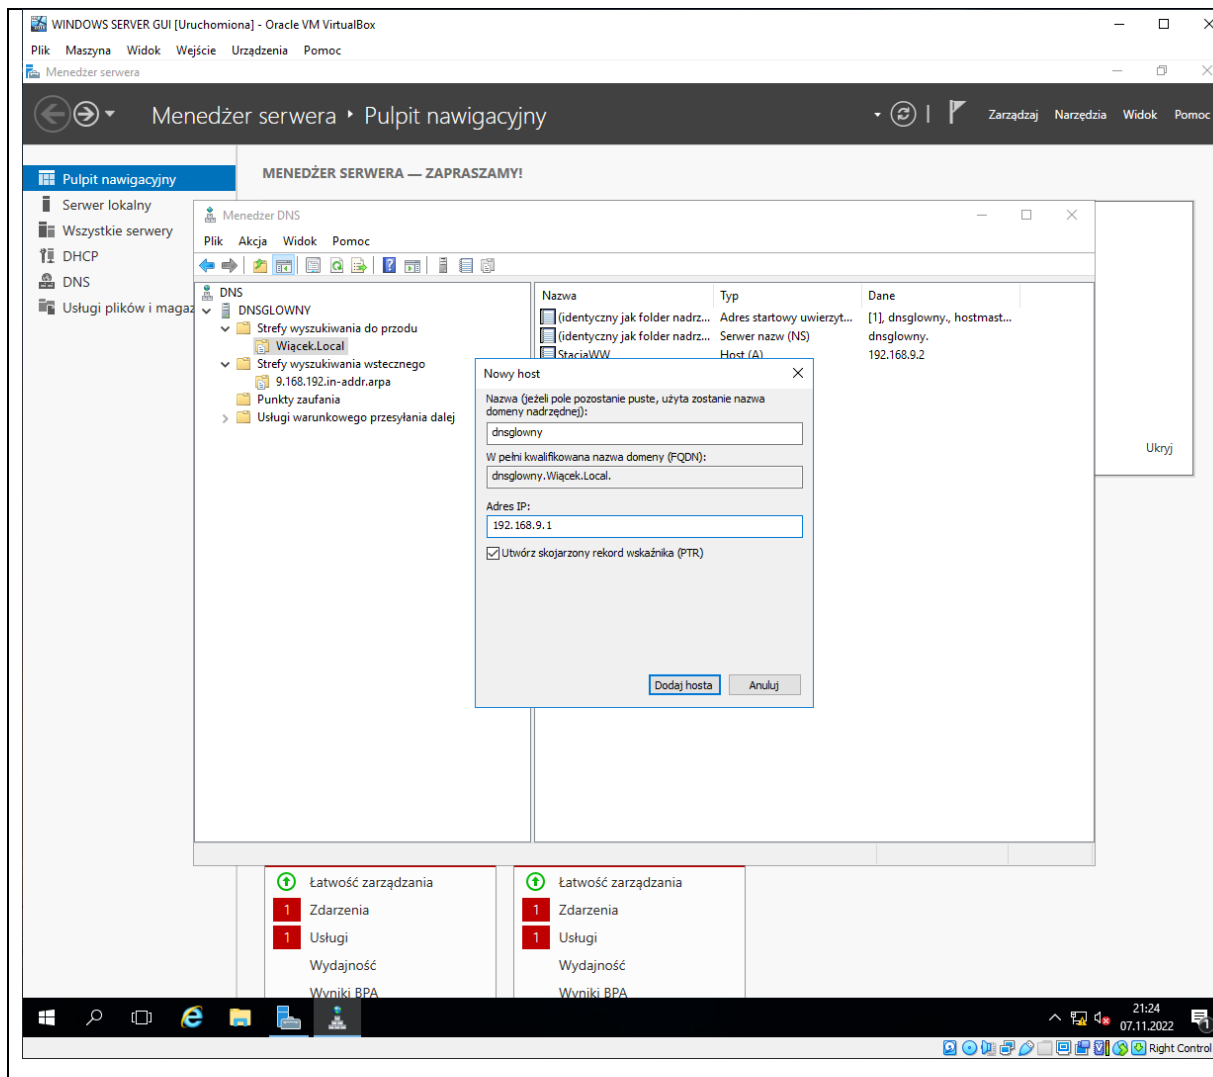 WINDOWS SERVER GUI [Uruchomiona] - Oracle VM VirtualBox
Plik Maszyna Widok Wejście Urządzenia Pomoc
Menedżer serwera
Menedżer serwera ‣ Pulpit nawigacyjny
Zarządzaj Narzędzia Widok Pomoc
Pulpit nawigacyjny
Serwer lokalny
Wszystkie serwery
DHCP
DNS
Usługi plików i magaz
MENEDŻER SERWERA — ZAPRASZAMY!
Menedżer DNS
Plik Akcja Widok Pomoc
DNS
DNSGLOWNY
Strefy wyszukiwania do przodu
Wiącek.Local
Strefy wyszukiwania wstecznego
9.168.192.in-addr.arpa
Punkty zaufania
Usługi warunkowego przesyłania dalej
Nazwa Typ Dane
(identyczny jak folder nadrz... Adres startowy uwierzyt... [1], dnsglowny., hostmast...
(identyczny jak folder nadrz... Serwer nazw (NS) dnsglowny.
StacjaWW Host (A) 192.168.9.2
Nowy host
Nazwa (jeżeli pole pozostanie puste, użyta zostanie nazwa
domeny nadrzędnej):
dnsglowny
W pełni kwalifikowana nazwa domeny (FQDN):
dnsglowny.Wiącek.Local.
Adres IP:
192.168.9.1
Utwórz skojarzony rekord wskaźnika (PTR)
Dodaj hosta Anuluj
Ukryj
Łatwość zarządzania
1 Zdarzenia
1 Usługi
Wydajność
Wyniki BPA
Łatwość zarządzania
1 Zdarzenia
1 Usługi
Wydajność
Wyniki BPA
21:24
07.11.2022
1
Right Control